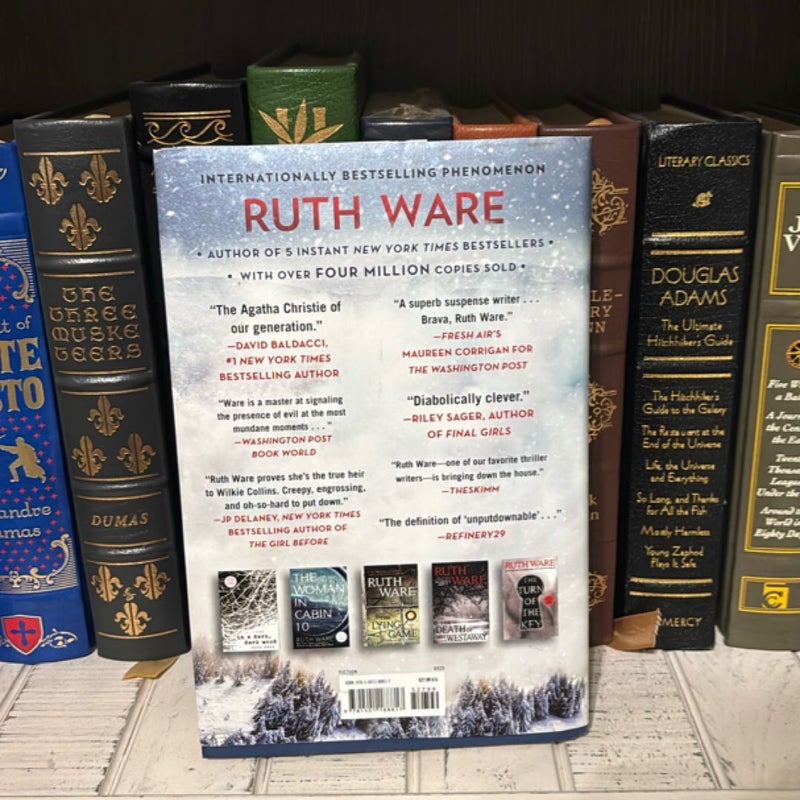 INTERNATIONALLY BESTSELLING PHENOMENON
RUTH WARE
• AUTHOR OF 5 INSTANT NEW YORK TIMES BESTSELLERS •
• WITH OVER FOUR MILLION COPIES SOLD •
"The Agatha Christie of
our generation."
—DAVID BALDACCI,
#1 NEW YORK TIMES
BESTSELLING AUTHOR
"Ware is a master at signaling
the presence of evil at the most
mundane moments . . ."
—WASHINGTON POST
BOOK WORLD
"Ruth Ware proves she's the true heir
to Wilkie Collins. Creepy, engrossing,
and oh-so-hard to put down."
—JP DELANEY, NEW YORK TIMES
BESTSELLING AUTHOR OF
THE GIRL BEFORE
"A superb suspense writer . . .
Brava, Ruth Ware."
—FRESH AIR'S
MAUREEN CORRIGAN FOR
THE WASHINGTON POST
"Diabolically clever."
—RILEY SAGER, AUTHOR
OF FINAL GIRLS
"Ruth Ware—one of our favorite thriller
writers—is bringing down the house."
—THESKIMM
"The definition of 'unputdownable' . . ."
—REFINERY29
in a dark,
dark wood
THE
WOMAN
IN
CABIN
10
RUTH WARE
RUTH
WARE
THE
LYING
GAME
RUTH
WARE
THE
DEATH OF
MRS. WESTAWAY
RUTH WARE
THE
TURN
OF THE
KEY
FICTION
THE
THREE
MUSKE
TEERS
DUMAS
LITERARY CLASSICS
DOUGLAS
ADAMS
The Ultimate
Hitchhiker's Guide
The Hitchhiker's
Guide to the Galaxy
The Restaurant at the
End of the Universe
Life, the Universe
and Everything
So Long, and Thanks
for All the Fish
Mostly Harmless
Young Zaphod
Plays It Safe